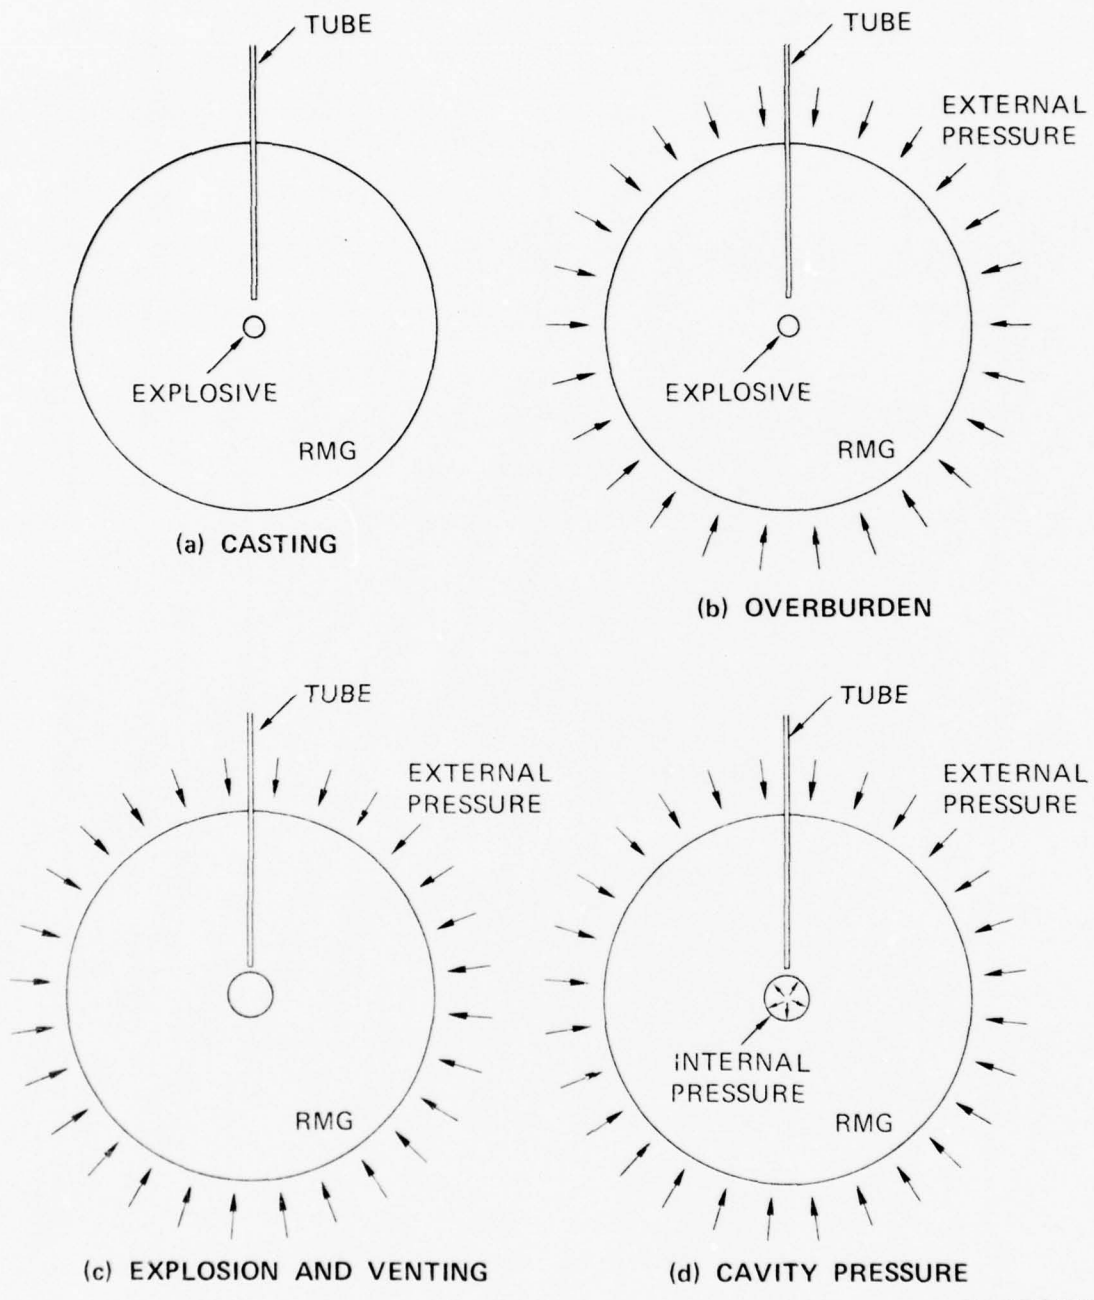 TUBE
EXPLOSIVE
RMG
(a) CASTING
TUBE
EXTERNAL
PRESSURE
EXPLOSIVE
RMG
(b) OVERBURDEN
TUBE
EXTERNAL
PRESSURE
RMG
(c) EXPLOSION AND VENTING
TUBE
EXTERNAL
PRESSURE
INTERNAL
PRESSURE
RMG
(d) CAVITY PRESSURE